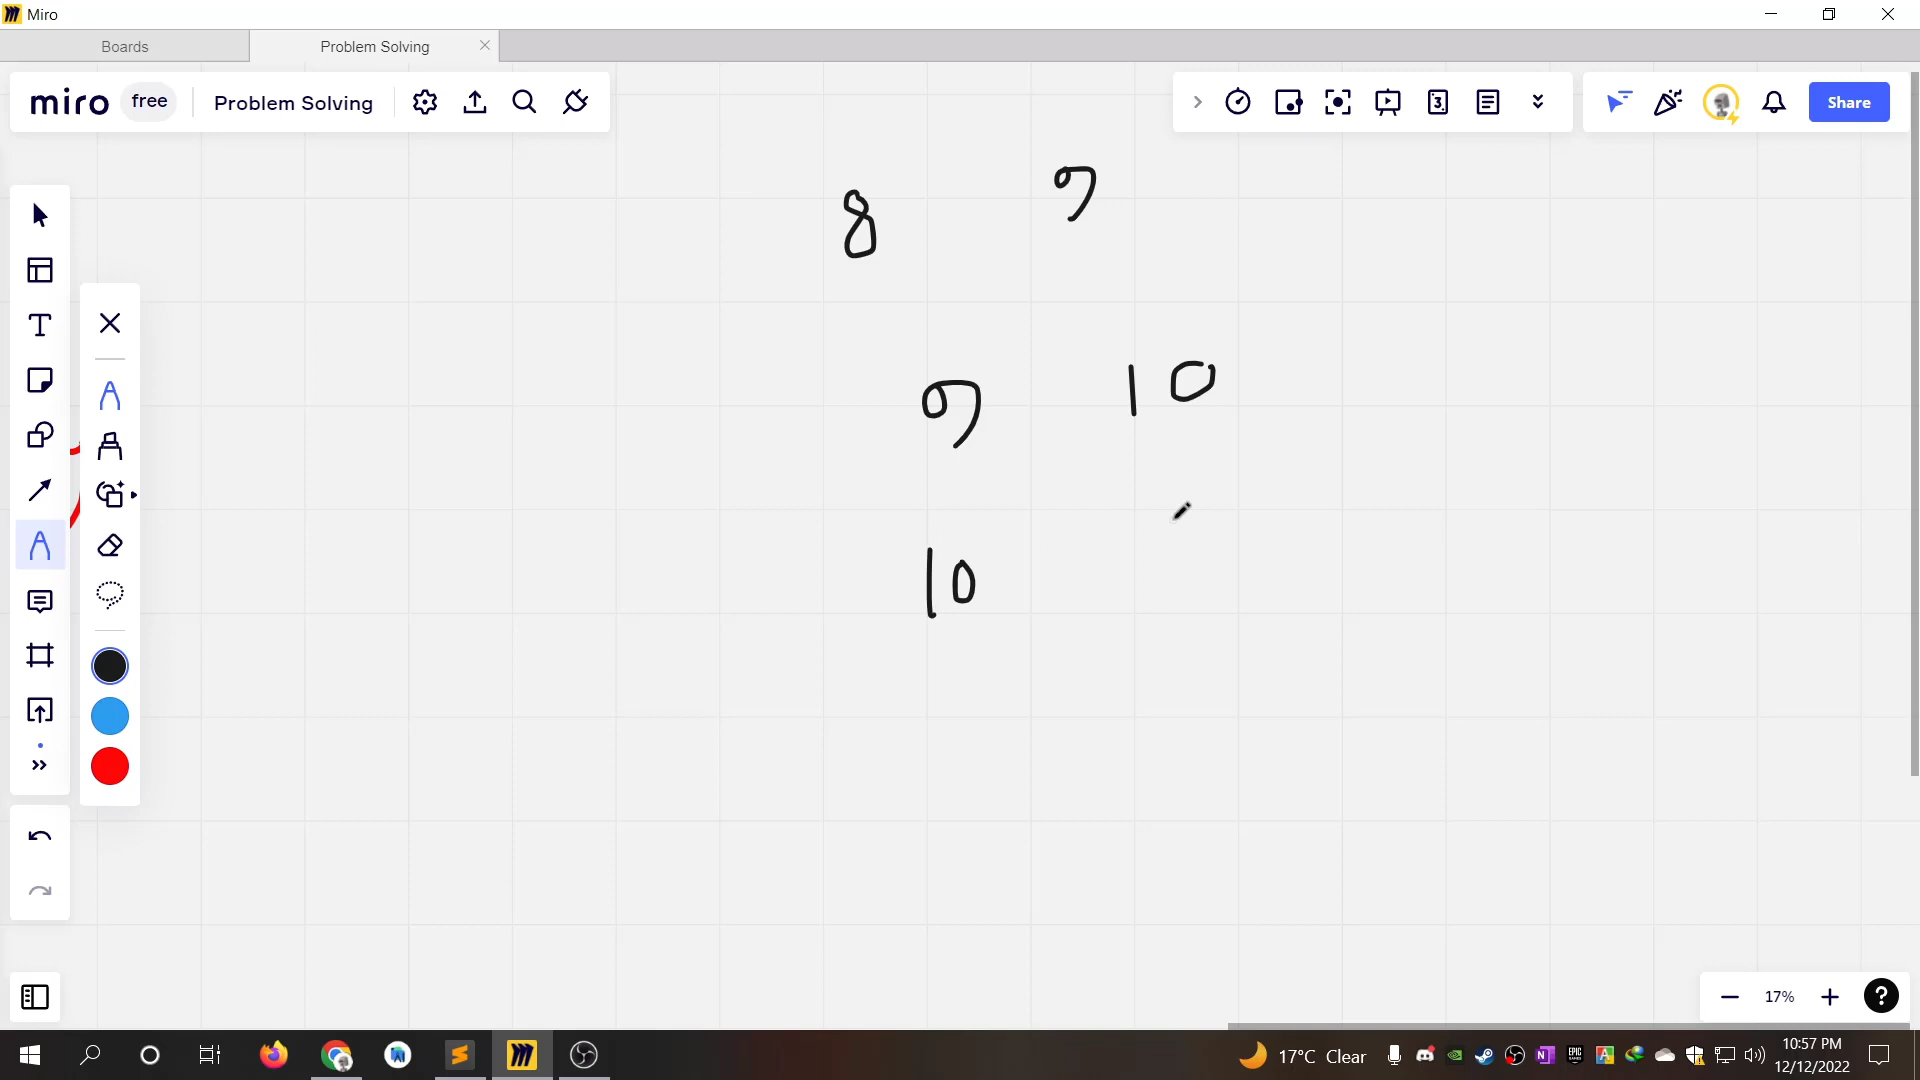 Miro
Boards Problem Solving
miro free Problem Solving
3
Share
8 9
9 10
10
17%
?
17°C Clear
10:57 PM
12/12/2022